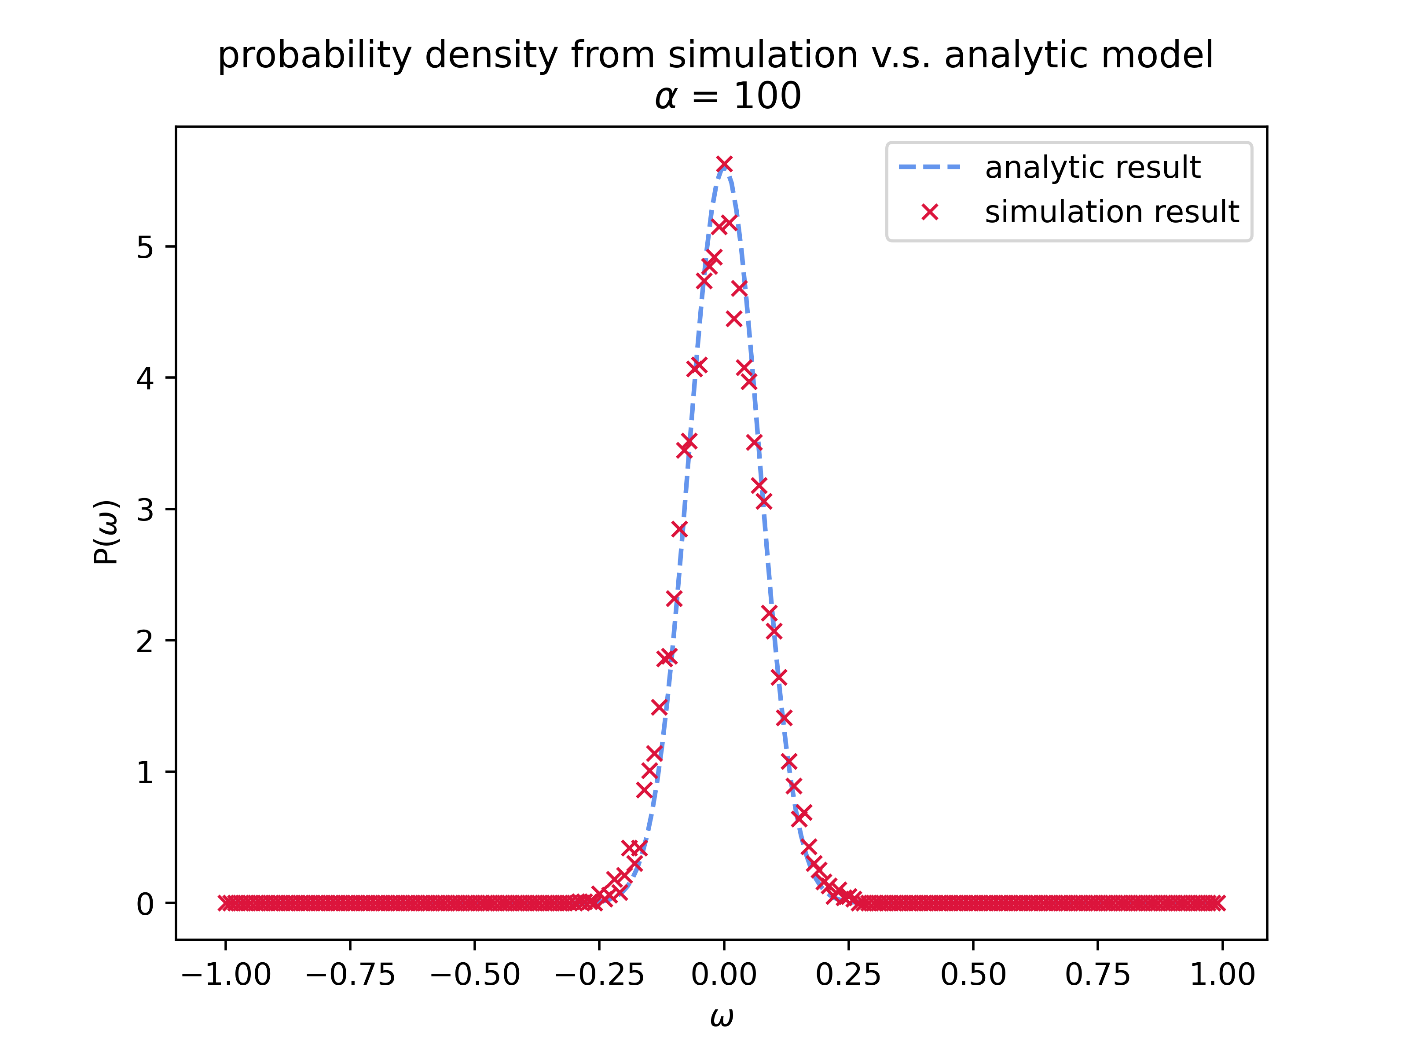 probability density from simulation v.s. analytic model
α = 100
analytic result
simulation result
P(ω)
5
4
3
2
1
0
−1.00 −0.75 −0.50 −0.25 0.00 0.25 0.50 0.75 1.00
ω